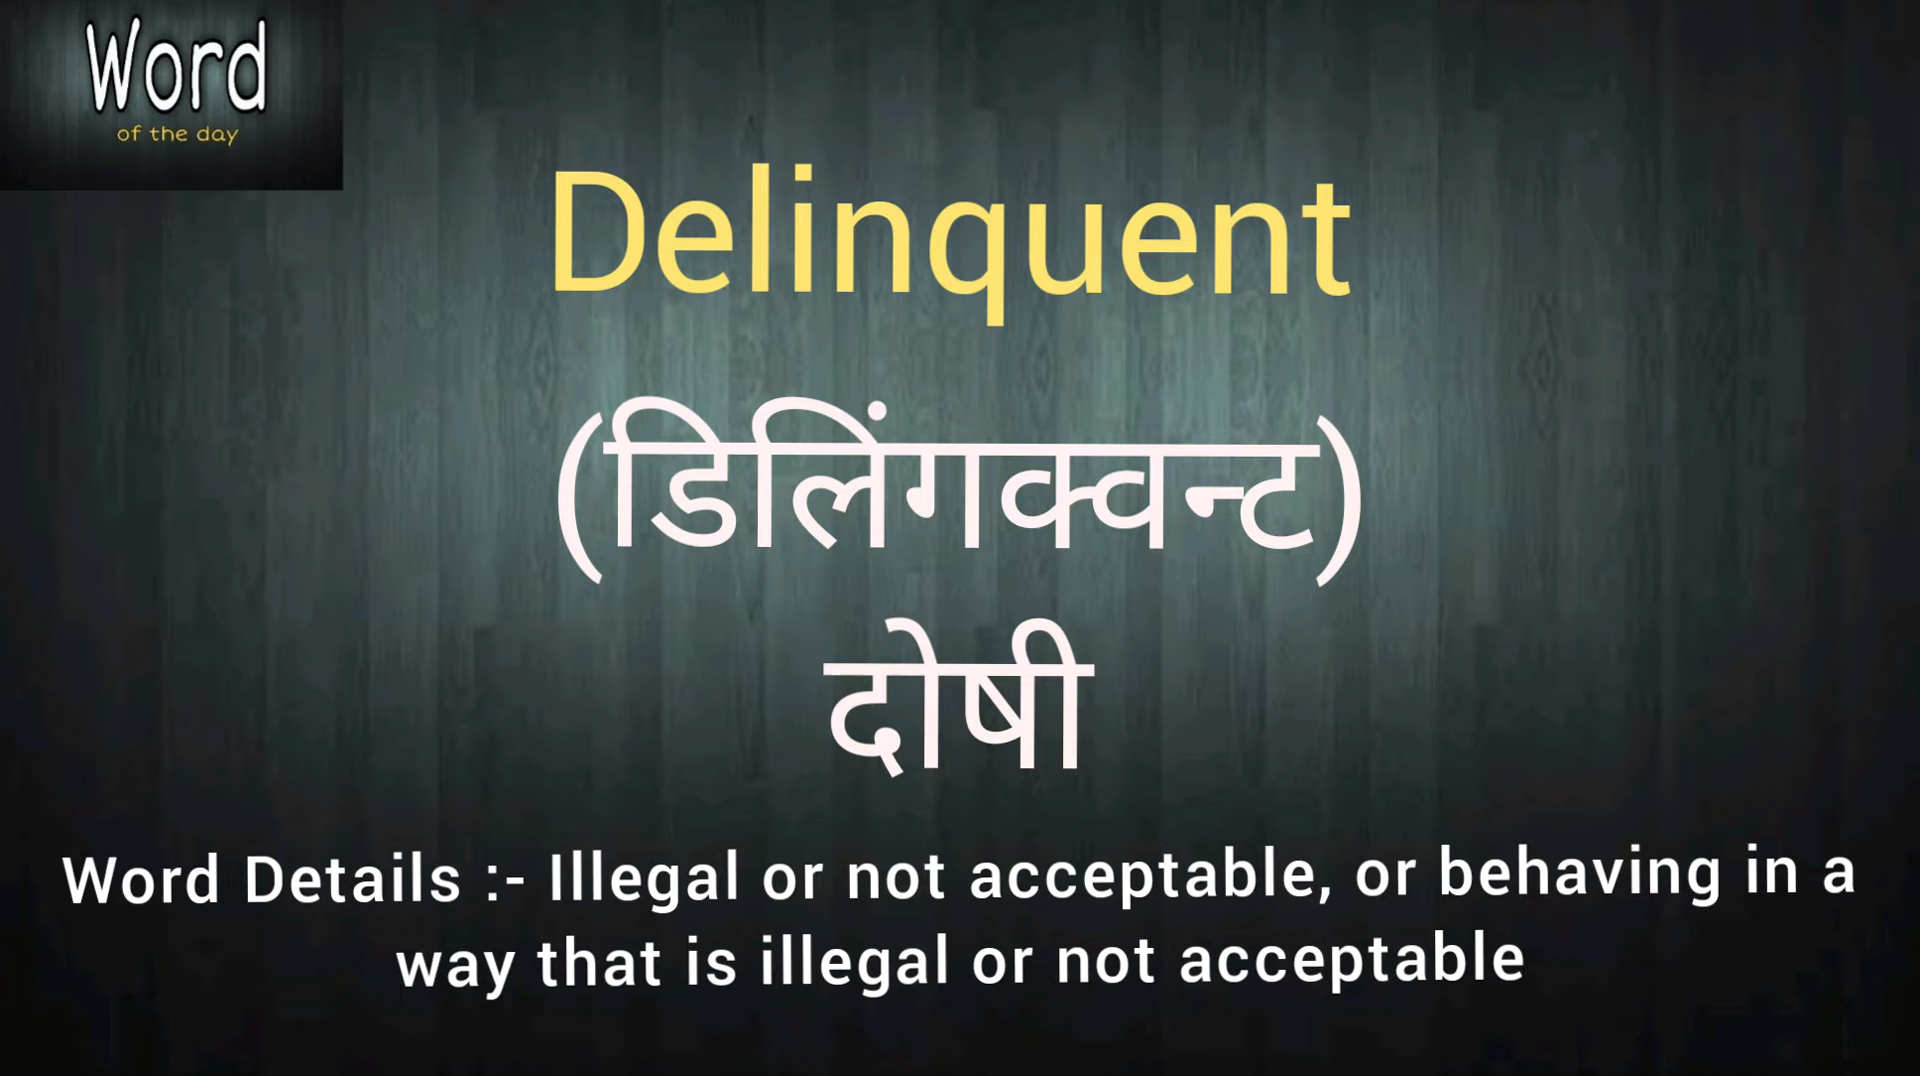 Word
of the day
Delinquent
(डिलिंगक्वन्ट)
दोषी
Word Details :- Illegal or not acceptable, or behaving in a
way that is illegal or not acceptable